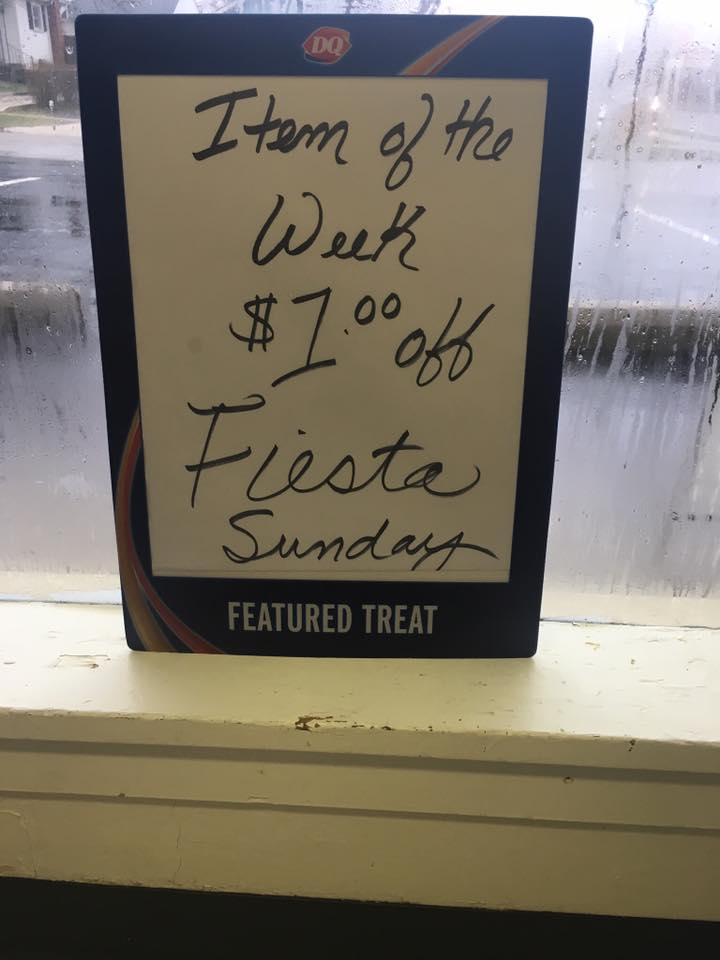 DQ
Item of the
Week
$1.00 off
Fiesta
Sunday
FEATURED TREAT